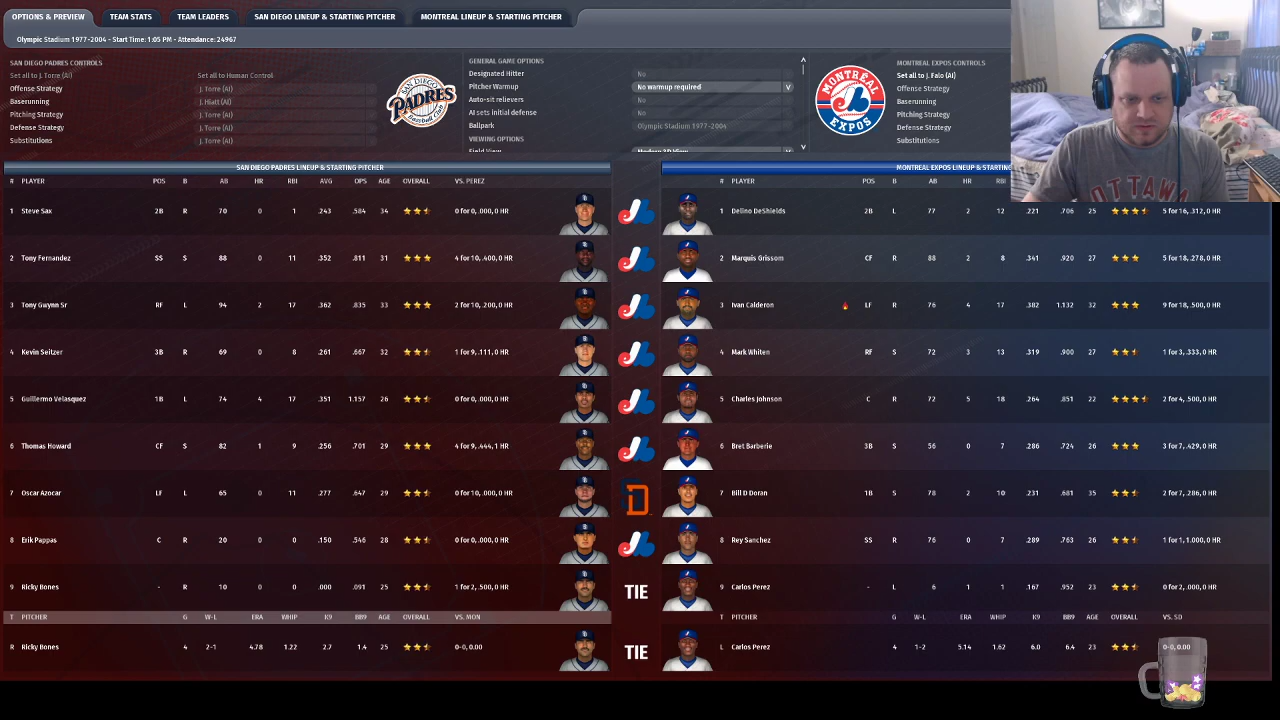 OPTIONS & PREVIEW TEAM STATS TEAM LEADERS SAN DIEGO LINEUP & STARTING PITCHER MONTREAL LINEUP & STARTING PITCHER
Olympic Stadium 1977-2004 - Start Time: 1:05 PM - Attendance: 24967
SAN DIEGO PADRES CONTROLS
Set all to J. Torre (AI) Set all to Human Control
Offense Strategy J. Torre (AI)
Baserunning J. Hiatt (AI)
Pitching Strategy J. Torre (AI)
Defense Strategy J. Torre (AI)
Substitutions J. Torre (AI)
SAN DIEGO
PADRES
Baseball Club
GENERAL GAME OPTIONS
Designated Hitter No
Pitcher Warmup No warmup required
Auto-sit relievers No
AI sets initial defense No
Ballpark Olympic Stadium 1977-2004
VIEWING OPTIONS
MONTRÉAL
EXPOS
MONTREAL EXPOS CONTROLS
Set all to J. Falo (AI)
Offense Strategy
Baserunning
Pitching Strategy
Defense Strategy
Substitutions
OTTAWA
SAN DIEGO PADRES LINEUP & STARTING PITCHER
# PLAYER POS B AB HR RBI AVG OPS AGE OVERALL VS. PEREZ
1 Steve Sax 2B R 70 0 1 .243 .584 34 0 for 0, .000, 0 HR
2 Tony Fernandez SS S 88 0 11 .352 .811 31 4 for 10, .400, 0 HR
3 Tony Gwynn Sr RF L 94 2 17 .362 .835 33 2 for 10, .200, 0 HR
4 Kevin Seitzer 3B R 69 0 8 .261 .667 32 1 for 9, .111, 0 HR
5 Guillermo Velasquez 1B L 74 4 17 .351 1.157 26 0 for 0, .000, 0 HR
6 Thomas Howard CF S 82 1 9 .256 .701 29 4 for 9, .444, 1 HR
7 Oscar Azocar LF L 65 0 11 .277 .647 29 0 for 10, .000, 0 HR
D
8 Erik Pappas C R 20 0 0 .150 .546 28 0 for 0, .000, 0 HR
9 Ricky Bones - R 10 0 0 .000 .091 25 1 for 2, .500, 0 HR
TIE
T PITCHER G W-L ERA WHIP K9 BB9 AGE OVERALL VS. MON
R Ricky Bones 4 2-1 4.78 1.22 2.7 1.4 25 0-0, 0.00
TIE
MONTREAL EXPOS LINEUP & STARTING
# PLAYER POS B AB HR RBI
1 Delino DeShields 2B L 77 2 12 .221 .706 25 5 for 16, .312, 0 HR
2 Marquis Grissom CF R 88 2 8 .341 .920 27 5 for 18, .278, 0 HR
3 Ivan Calderon LF R 76 4 17 .382 1.132 32 9 for 18, .500, 0 HR
4 Mark Whiten RF S 72 3 13 .319 .900 27 1 for 3, .333, 0 HR
5 Charles Johnson C R 72 5 18 .264 .851 22 2 for 4, .500, 0 HR
6 Bret Barberie 3B S 56 0 7 .286 .724 26 3 for 7, .429, 0 HR
7 Bill D Doran 1B S 78 2 10 .231 .681 35 2 for 7, .286, 0 HR
8 Rey Sanchez SS R 76 0 7 .289 .763 26 1 for 1, 1.000, 0 HR
9 Carlos Perez - L 6 1 1 .167 .952 23 0 for 2, .000, 0 HR
T PITCHER G W-L ERA WHIP K9 BB9 AGE OVERALL VS. SD
L Carlos Perez 4 1-2 5.14 1.62 6.0 6.4 23 0-0, 0.00